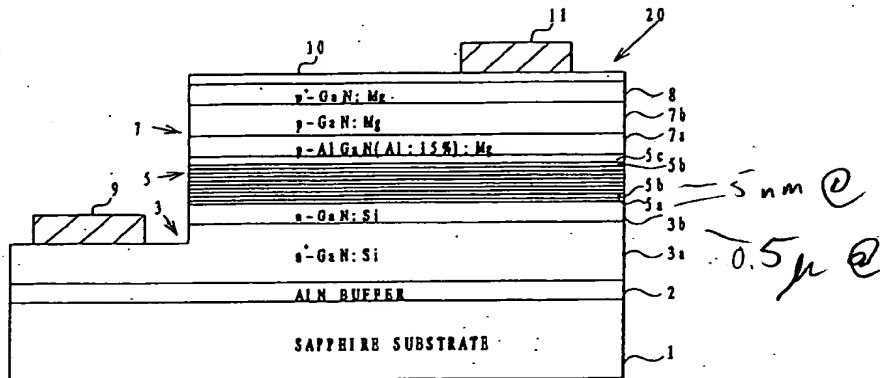 11
20
10
p⁺-GaN: Mg
8
p-GaN: Mg
7b
7
7a
p-AlGaN(Al: 15%): Mg
5c
5b
5
5b
5 nm @
5a
9
3
n-GaN: Si
3b
n⁺-GaN: Si
3a
0.5 μ @
AlN BUFFER
2
SAPPHIRE SUBSTRATE
1